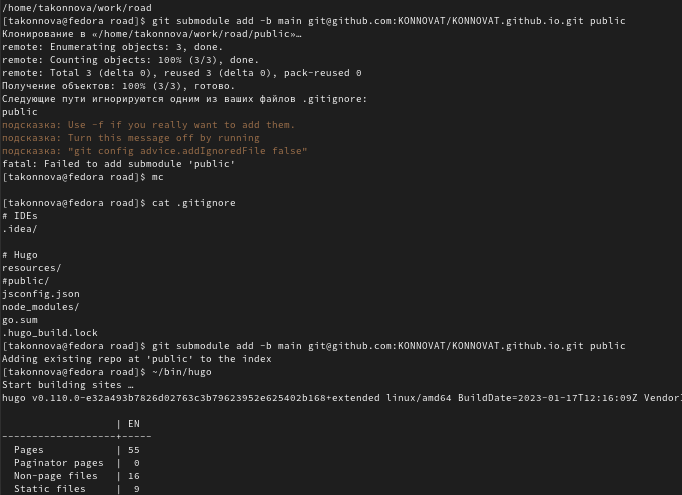 /home/takonnova/work/road
[takonnova@fedora road]$ git submodule add -b main git@github.com:KONNOVAT/KONNOVAT.github.io.git public
Клонирование в «/home/takonnova/work/road/public»…
remote: Enumerating objects: 3, done.
remote: Counting objects: 100% (3/3), done.
remote: Total 3 (delta 0), reused 3 (delta 0), pack-reused 0
Получение объектов: 100% (3/3), готово.
Следующие пути игнорируются одним из ваших файлов .gitignore:
public
подсказка: Use -f if you really want to add them.
подсказка: Turn this message off by running
подсказка: "git config advice.addIgnoredFile false"
fatal: Failed to add submodule 'public'
[takonnova@fedora road]$ mc
[takonnova@fedora road]$ cat .gitignore
# IDEs
.idea/
# Hugo
resources/
#public/
jsconfig.json
node_modules/
go.sum
.hugo_build.lock
[takonnova@fedora road]$ git submodule add -b main git@github.com:KONNOVAT/KONNOVAT.github.io.git public
Adding existing repo at 'public' to the index
[takonnova@fedora road]$ ~/bin/hugo
Start building sites …
hugo v0.110.0-e32a493b7826d02763c3b79623952e625402b168+extended linux/amd64 BuildDate=2023-01-17T12:16:09Z Vendor
                   | EN
-------------------+-----
  Pages            | 55
  Paginator pages  |  0
  Non-page files   | 16
  Static files     |  9